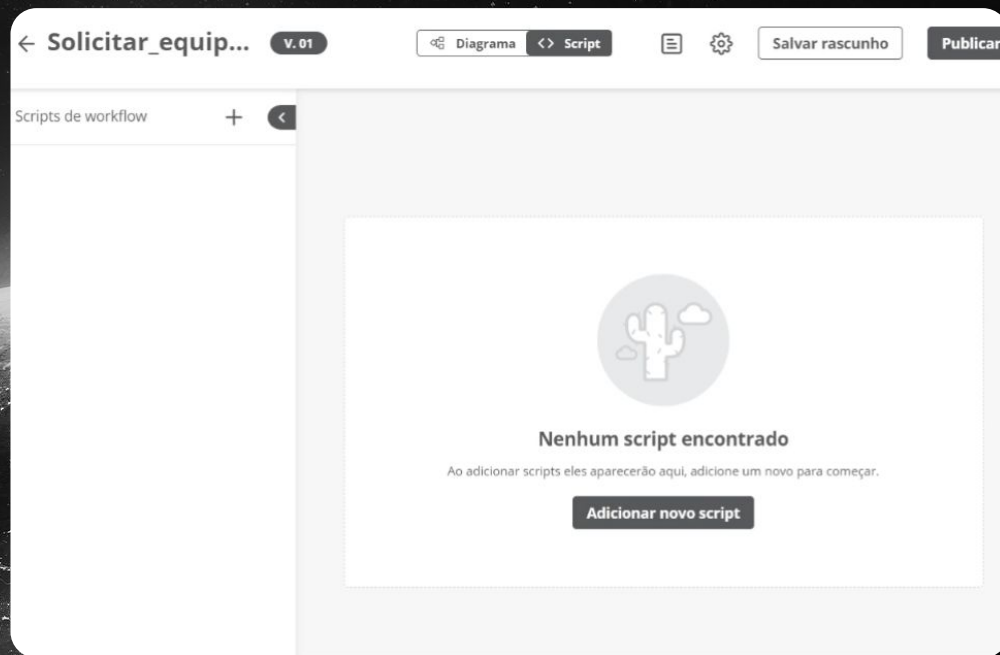 Solicitar_equip...
V. 01
Diagrama
Script
Salvar rascunho
Publicar
Scripts de workflow
Nenhum script encontrado
Ao adicionar scripts eles aparecerão aqui, adicione um novo para começar.
Adicionar novo script